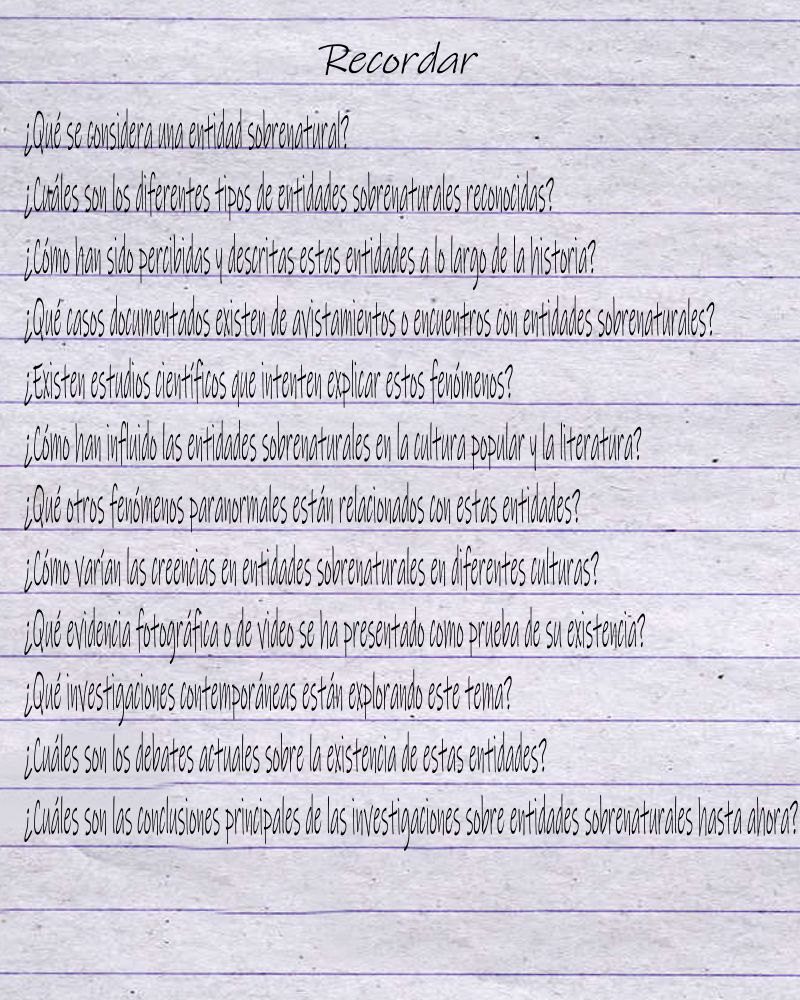 Recordar
¿Qué se considera una entidad sobrenatural?
¿Cuáles son los diferentes tipos de entidades sobrenaturales reconocidas?
¿Cómo han sido percibidas y descritas estas entidades a lo largo de la historia?
¿Qué casos documentados existen de avistamientos o encuentros con entidades sobrenaturales?
¿Existen estudios científicos que intenten explicar estos fenómenos?
¿Cómo han influido las entidades sobrenaturales en la cultura popular y la literatura?
¿Qué otros fenómenos paranormales están relacionados con estas entidades?
¿Cómo varían las creencias en entidades sobrenaturales en diferentes culturas?
¿Qué evidencia fotográfica o de video se ha presentado como prueba de su existencia?
¿Qué investigaciones contemporáneas están explorando este tema?
¿Cuáles son los debates actuales sobre la existencia de estas entidades?
¿Cuáles son las conclusiones principales de las investigaciones sobre entidades sobrenaturales hasta ahora?